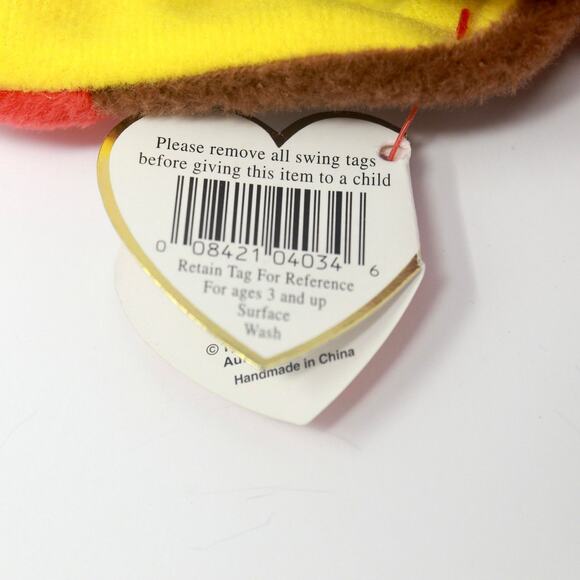 Please remove all swing tags
before giving this item to a child
0 08421 04034 6
Retain Tag For Reference
For ages 3 and up
Surface
Wash
©
Handmade in China